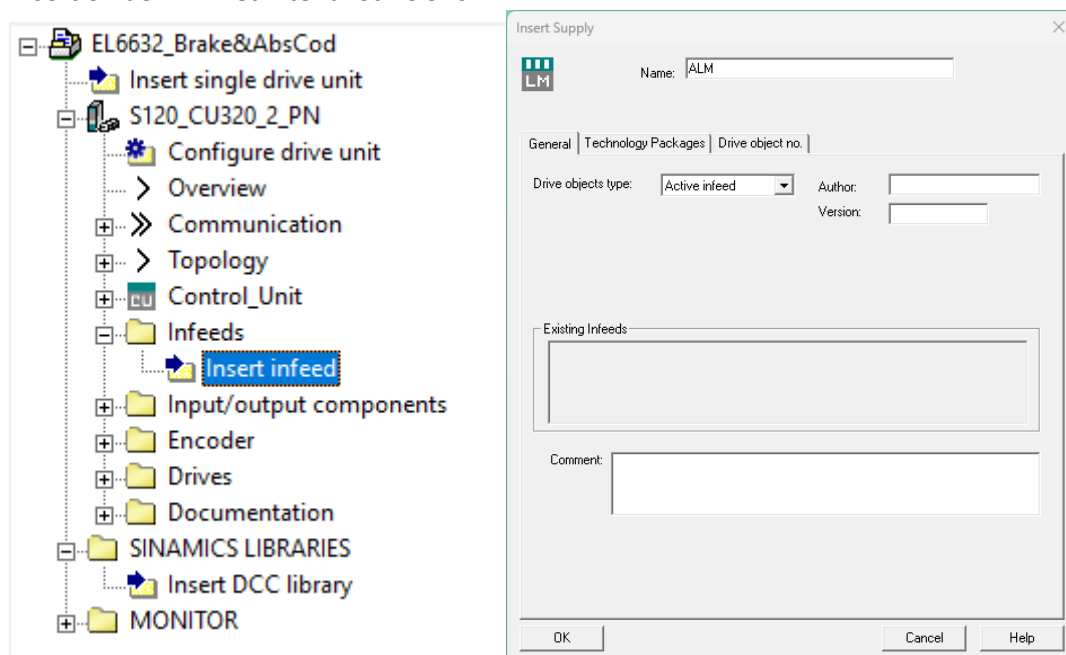 EL6632_Brake&AbsCod
Insert single drive unit
S120_CU320_2_PN
Configure drive unit
Overview
Communication
Topology
CU Control_Unit
Infeeds
Insert infeed
Input/output components
Encoder
Drives
Documentation
SINAMICS LIBRARIES
Insert DCC library
MONITOR
Insert Supply
LM
Name: ALM
General Technology Packages Drive object no.
Drive objects type: Active infeed Author:
Version:
Existing Infeeds
Comment:
OK Cancel Help